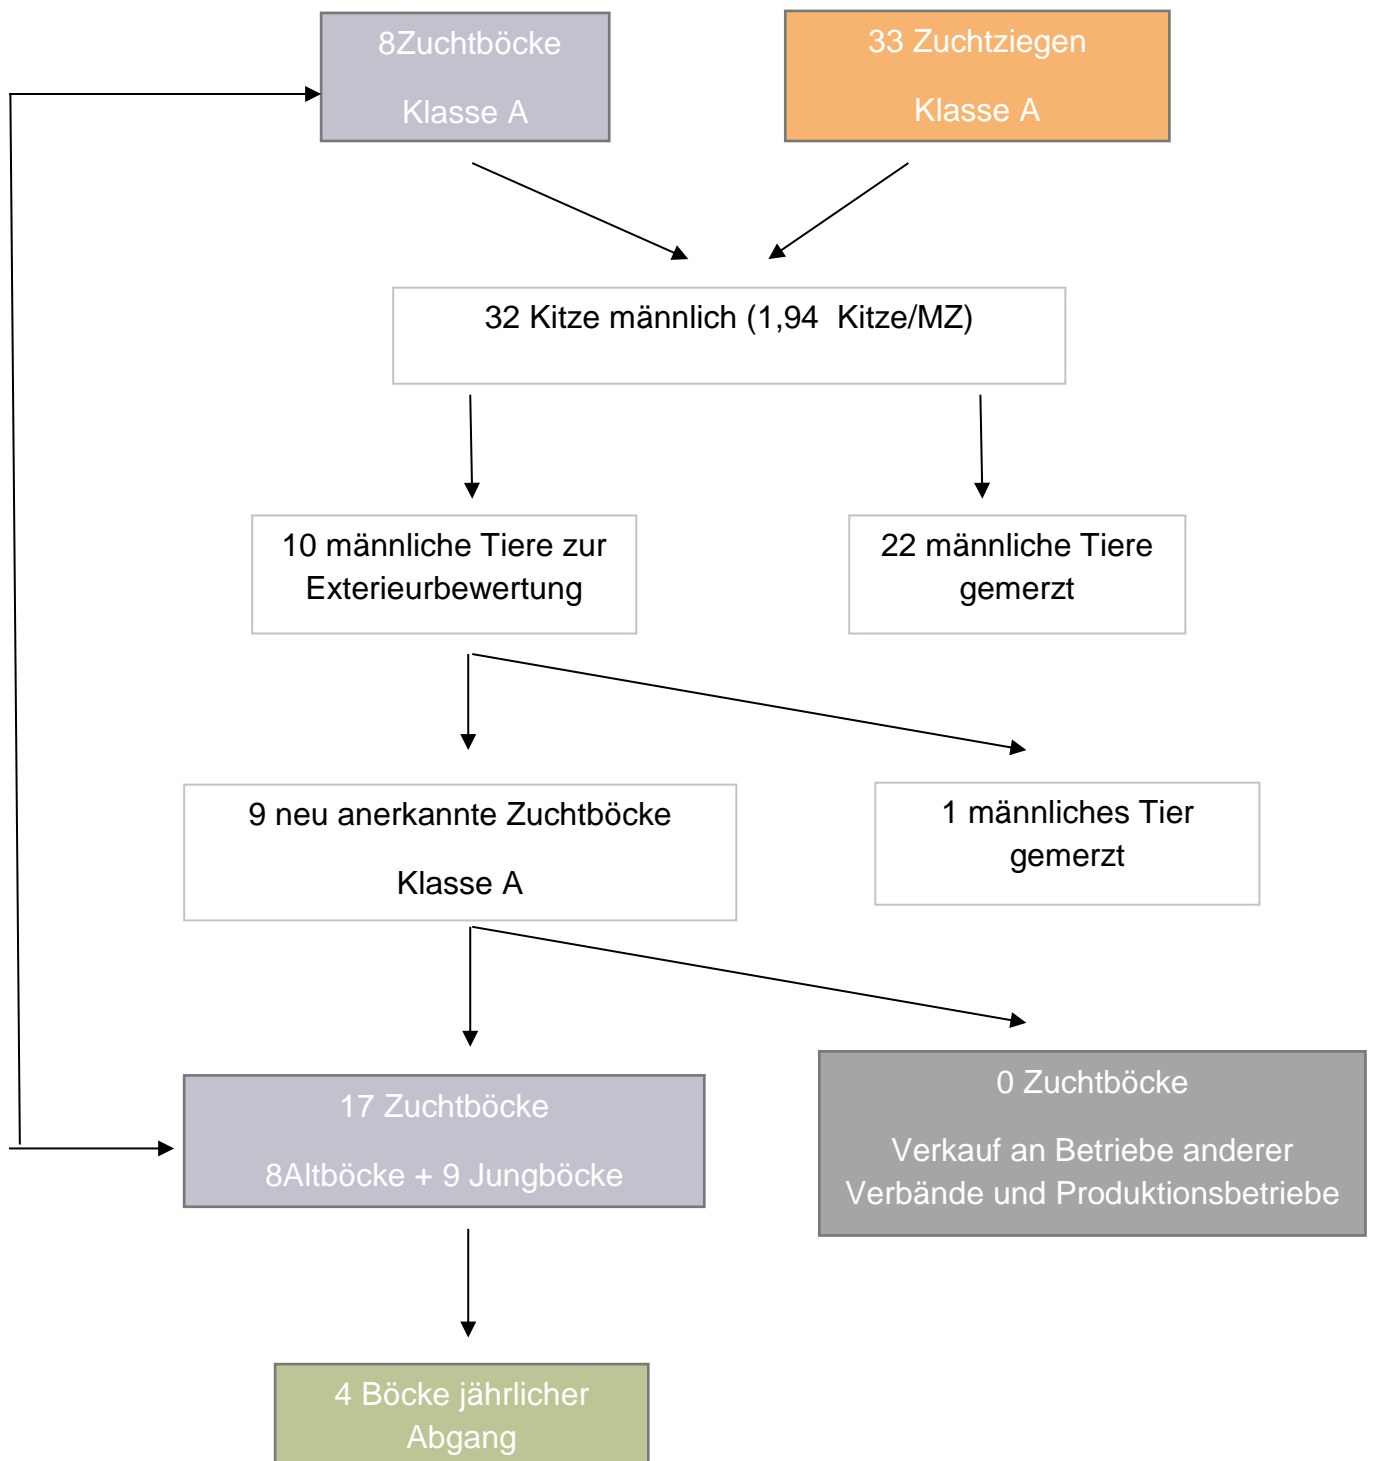 8Zuchtböcke
Klasse A
33 Zuchtziegen
Klasse A
32 Kitze männlich (1,94  Kitze/MZ)
10 männliche Tiere zur
Exterieurbewertung
22 männliche Tiere
gemerzt
9 neu anerkannte Zuchtböcke
Klasse A
1 männliches Tier
gemerzt
17 Zuchtböcke
8Altböcke + 9 Jungböcke
0 Zuchtböcke
Verkauf an Betriebe anderer
Verbände und Produktionsbetriebe
4 Böcke jährlicher
Abgang